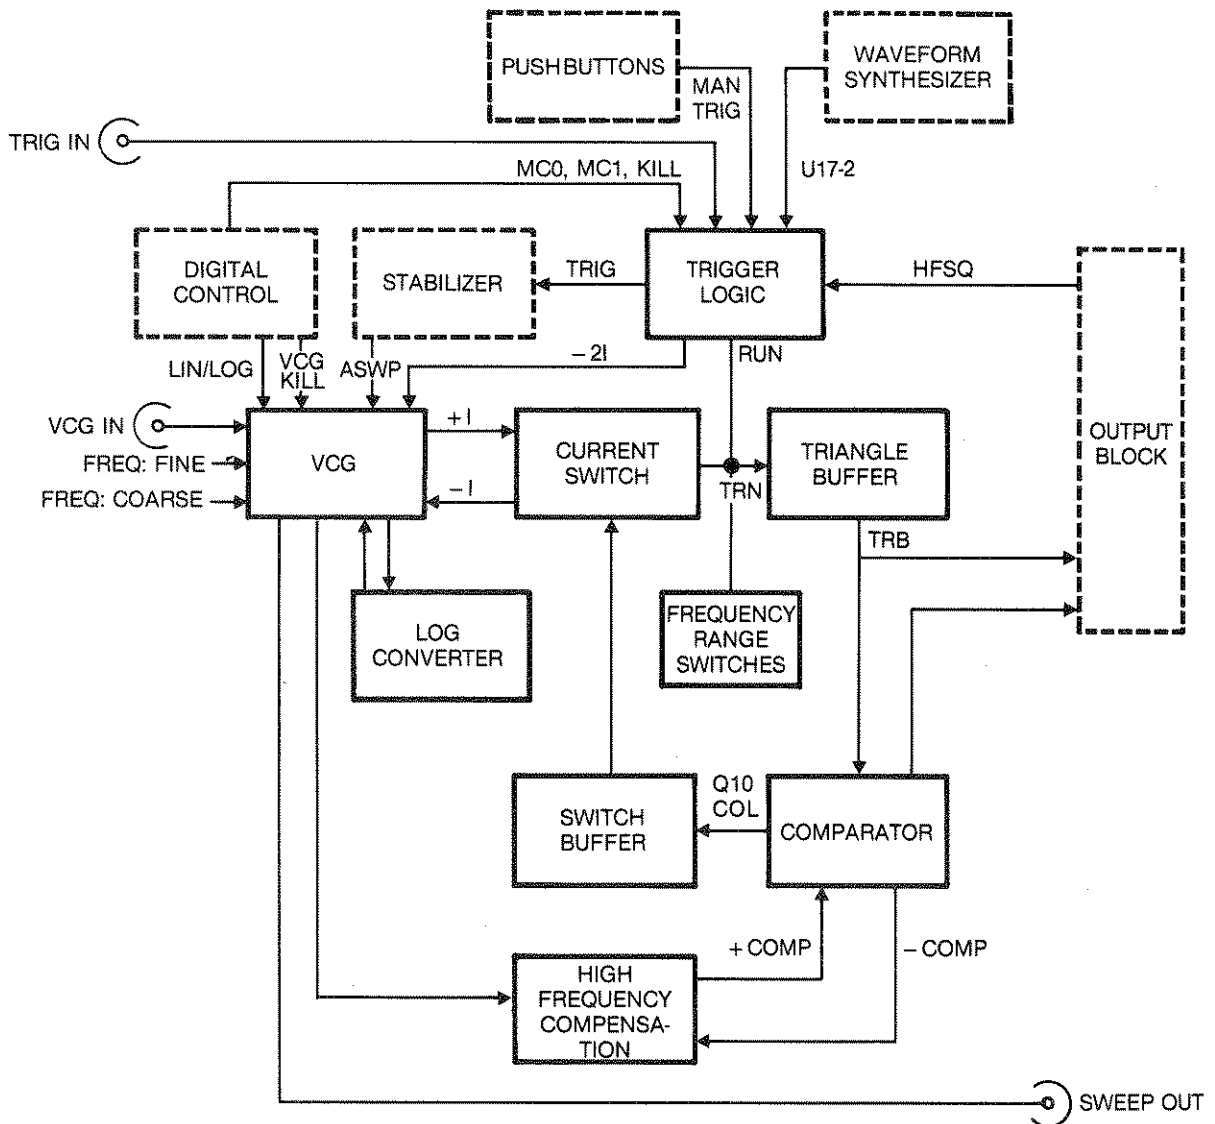 PUSHBUTTONS
WAVEFORM
SYNTHESIZER
MAN
TRIG
TRIG IN
MC0, MC1, KILL
U17-2
DIGITAL
CONTROL
STABILIZER
TRIG
TRIGGER
LOGIC
HFSQ
LIN/LOG
VCG
KILL
ASWP
-2I
RUN
VCG IN
FREQ: FINE
FREQ: COARSE
VCG
+I
-I
CURRENT
SWITCH
TRN
TRIANGLE
BUFFER
OUTPUT
BLOCK
TRB
LOG
CONVERTER
FREQUENCY
RANGE
SWITCHES
SWITCH
BUFFER
Q10
COL
COMPARATOR
+COMP
-COMP
HIGH
FREQUENCY
COMPENSA-
TION
SWEEP OUT